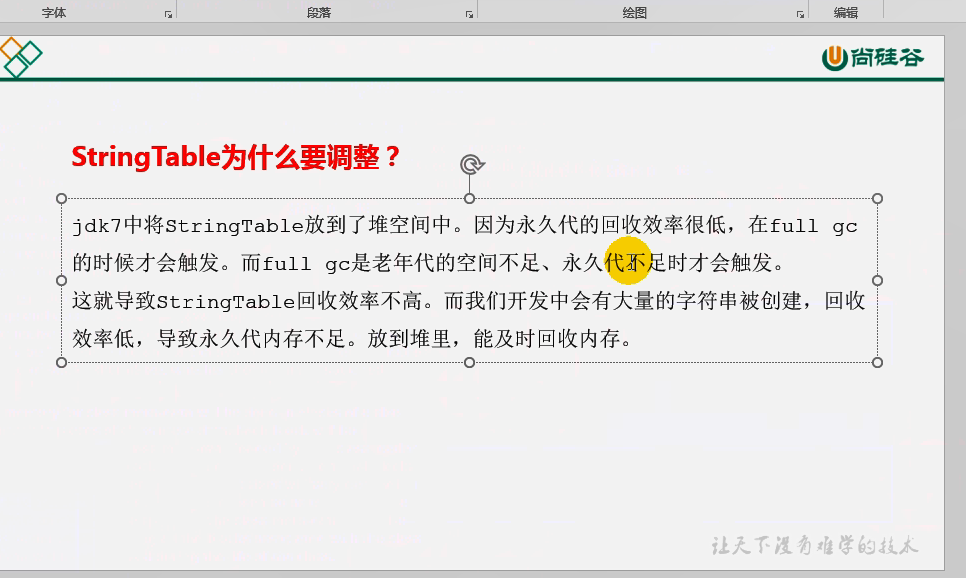 字体 段落 绘图 编辑
尚硅谷
StringTable为什么要调整？
jdk7中将StringTable放到了堆空间中。因为永久代的回收效率很低，在full gc
的时候才会触发。而full gc是老年代的空间不足、永久代不足时才会触发。
这就导致StringTable回收效率不高。而我们开发中会有大量的字符串被创建，回收
效率低，导致永久代内存不足。放到堆里，能及时回收内存。
让天下没有难学的技术